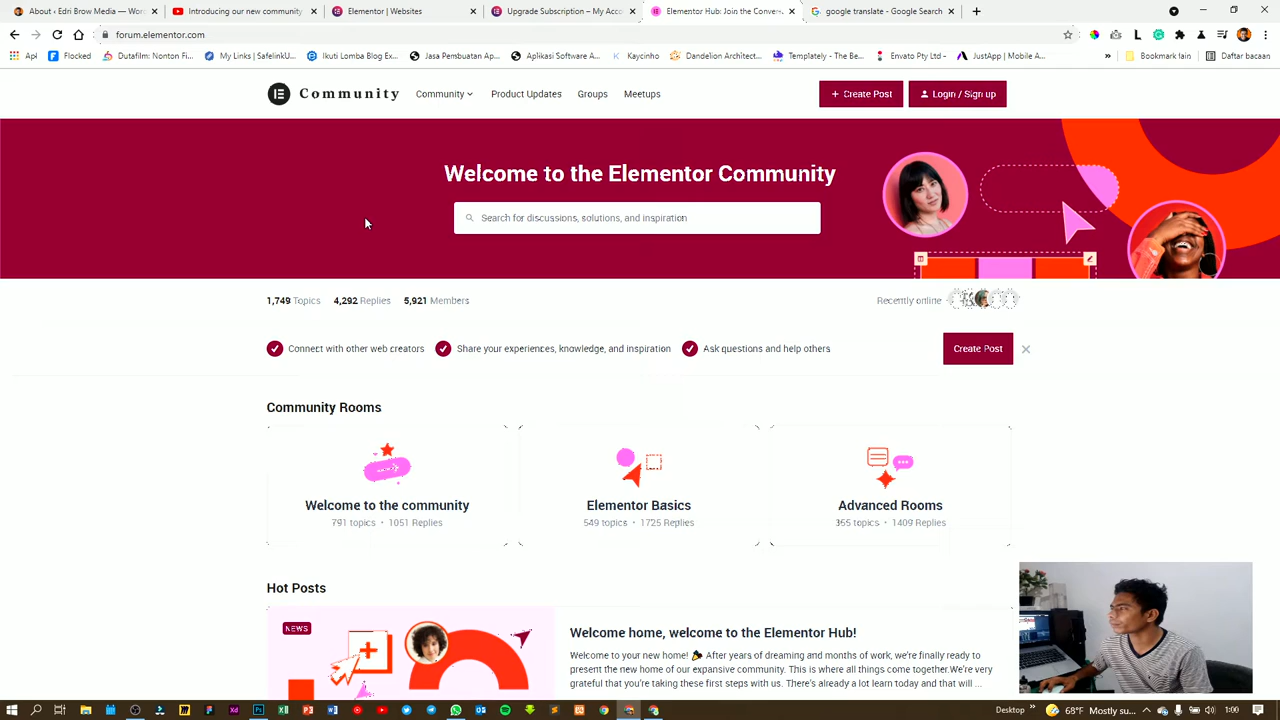 About ‹ Edri Brow Media — Wor
Introducing our new community
Elementor | Websites
Upgrade Subscription — My Acco
Elementor Hub: Join the Conver
google translate - Google Search
forum.elementor.com
Flocked
Dutafilm: Nonton Fi...
My Links | SafelinkU...
Ikuti Lomba Blog Ex...
Jasa Pembuatan Ap...
Aplikasi Software A...
Kaycinho
Dandelion Architect...
Templately - The Be...
Envato Pty Ltd -
JustApp | Mobile A...
Bookmark lain
Daftar bacaan
Community
Community
Product Updates
Groups
Meetups
+ Create Post
Login / Sign up
Welcome to the Elementor Community
Search for discussions, solutions, and inspiration
1,749 Topics
4,292 Replies
5,921 Members
Recently online
Connect with other web creators
Share your experiences, knowledge, and inspiration
Ask questions and help others
Create Post
Community Rooms
Welcome to the community
791 topics • 1051 Replies
Elementor Basics
549 topics • 1725 Replies
Advanced Rooms
355 topics • 1409 Replies
Hot Posts
NEWS
Welcome home, welcome to the Elementor Hub!
Welcome to your new home! 🎉 After years of dreaming and months of work, we're finally ready to
present the new home of our expansive community. This is where all things come together.We're very
grateful that you're taking these first steps with us. There's already a lot learn today and that will ...
Desktop
68°F Mostly su...
1:00